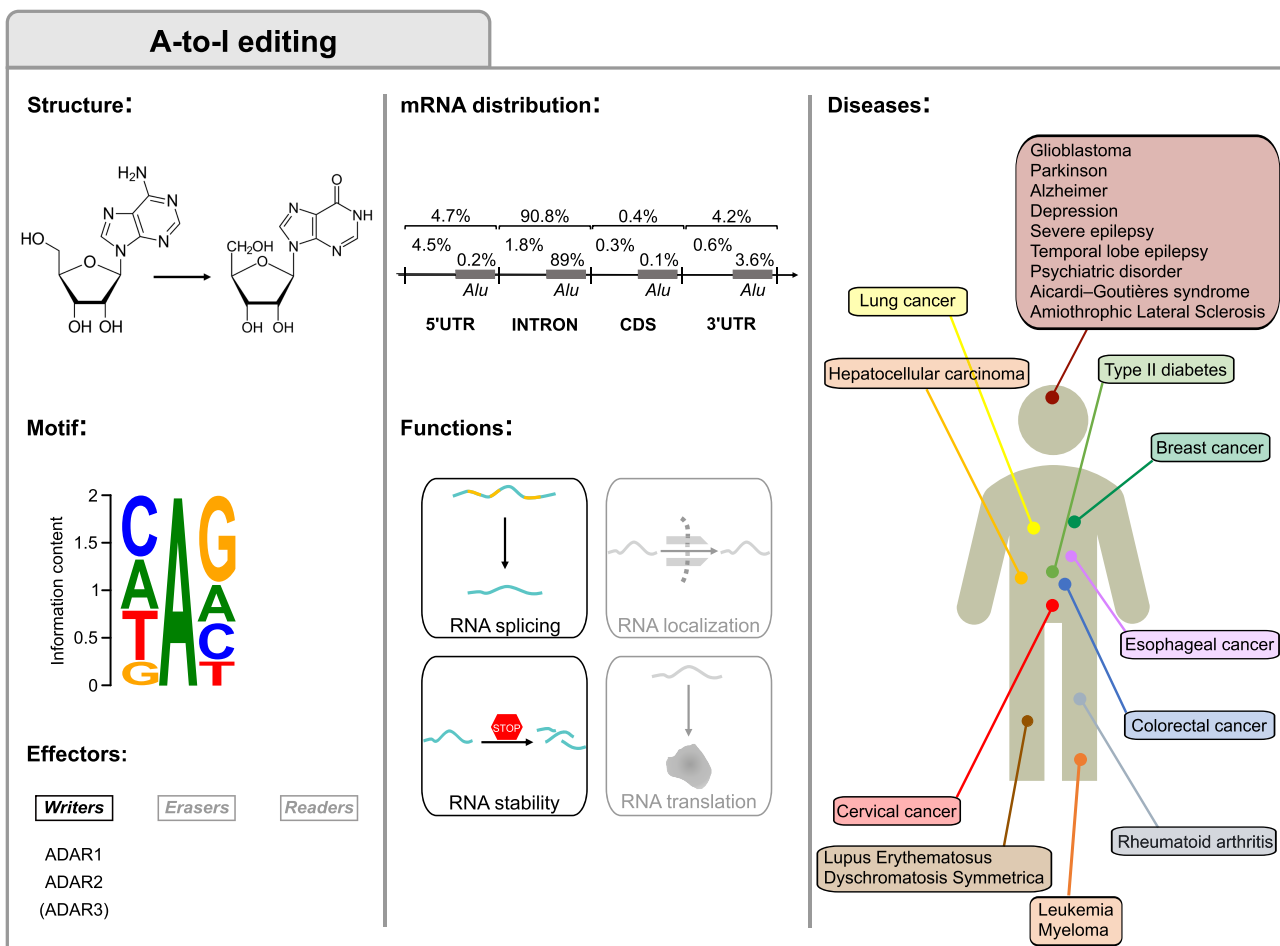 A-to-I editing
Structure:
H₂N
N
N
N
N
HO
O
OH OH
O
N
NH
N
N
CH₂OH
O
OH OH
Motif:
Information content
2
1.5
1
0.5
0
C
A
T
G
A
G
A
C
T
Effectors:
Writers Erasers Readers
ADAR1
ADAR2
(ADAR3)
mRNA distribution:
4.7% 90.8% 0.4% 4.2%
4.5% 1.8% 0.3% 0.6%
0.2% 89% 0.1% 3.6%
Alu Alu Alu Alu
5'UTR INTRON CDS 3'UTR
Functions:
RNA splicing
RNA localization
STOP
RNA stability
RNA translation
Diseases:
Glioblastoma
Parkinson
Alzheimer
Depression
Severe epilepsy
Temporal lobe epilepsy
Psychiatric disorder
Aicardi–Goutières syndrome
Amiothrophic Lateral Sclerosis
Lung cancer
Hepatocellular carcinoma
Type II diabetes
Breast cancer
Esophageal cancer
Colorectal cancer
Cervical cancer
Rheumatoid arthritis
Lupus Erythematosus
Dyschromatosis Symmetrica
Leukemia
Myeloma